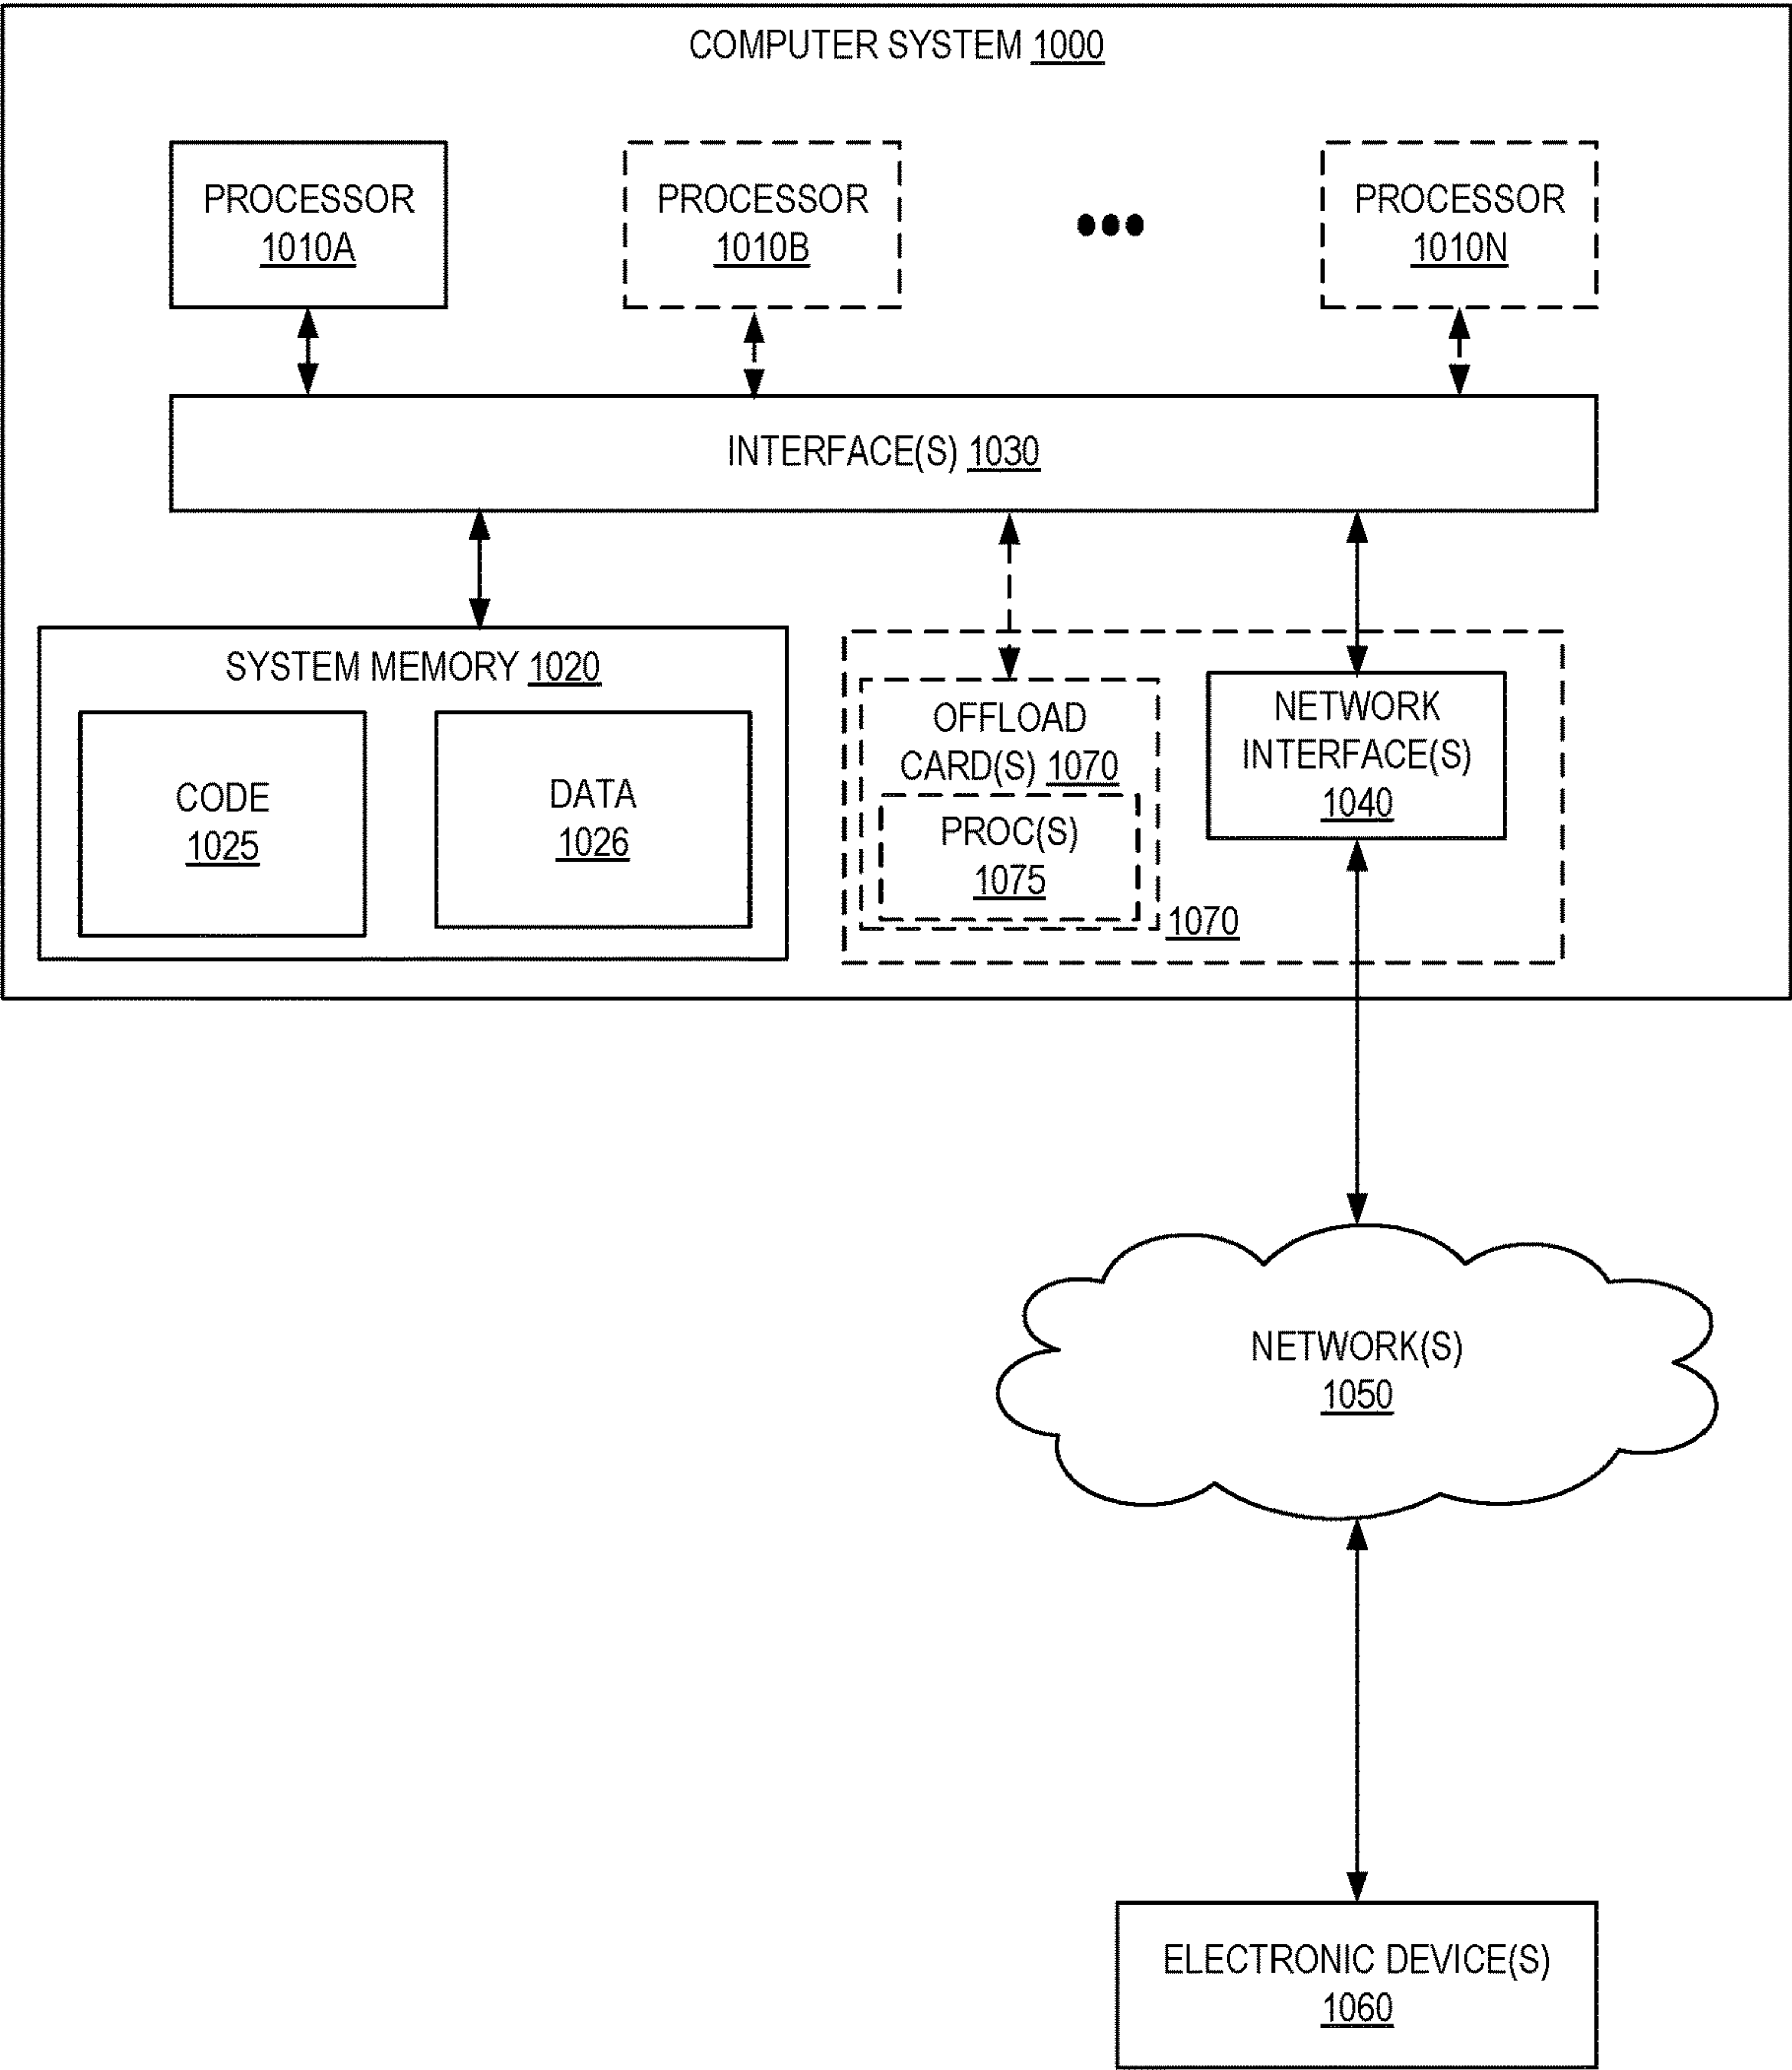 COMPUTER SYSTEM 1000
PROCESSOR
1010A
PROCESSOR
1010B
PROCESSOR
1010N
INTERFACE(S) 1030
SYSTEM MEMORY 1020
CODE
1025
DATA
1026
OFFLOAD
CARD(S) 1070
PROC(S)
1075
1070
NETWORK
INTERFACE(S)
1040
NETWORK(S)
1050
ELECTRONIC DEVICE(S)
1060